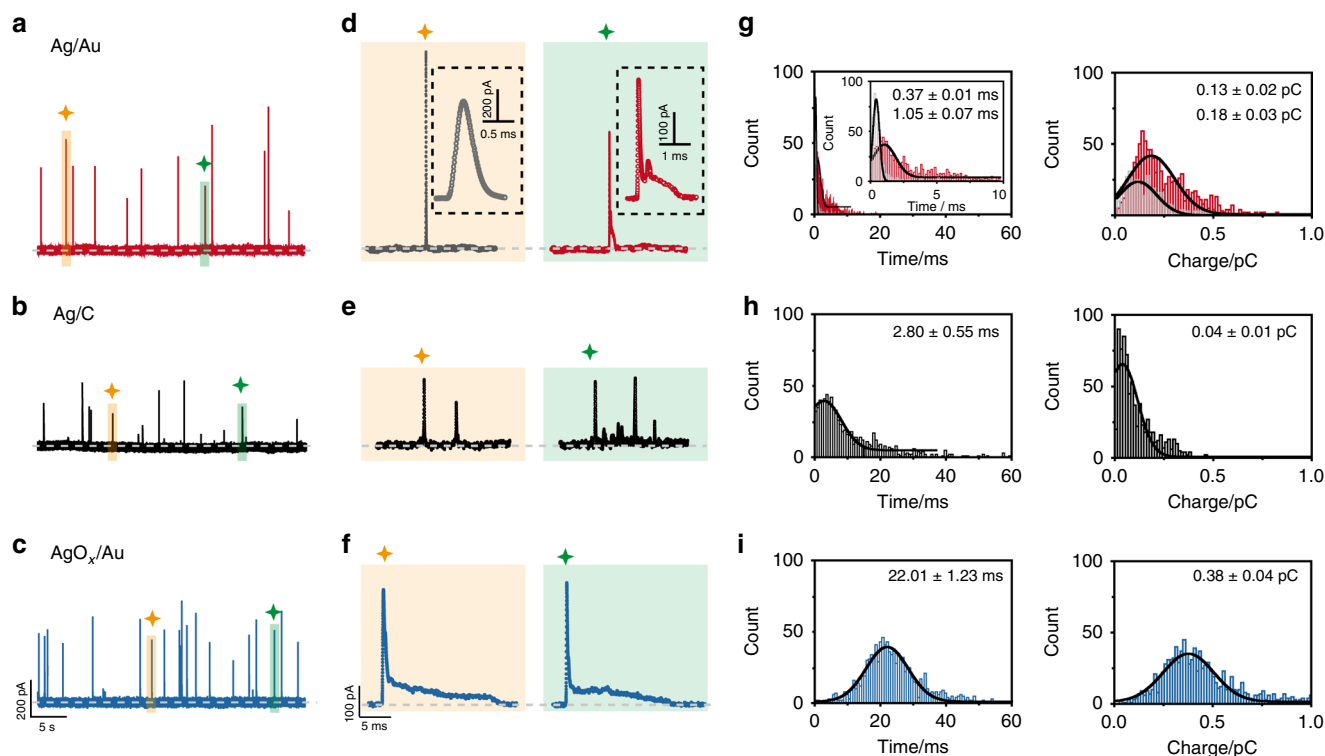 a
Ag/Au
b
Ag/C
c
AgOx/Au
200 pA
5 s
d
200 pA
0.5 ms
100 pA
1 ms
e
f
100 pA
5 ms
g
Count
100
50
0
0
20
40
60
Time/ms
Count
100
50
0
0
5
10
Time / ms
0.37 ± 0.01 ms
1.05 ± 0.07 ms
Count
100
50
0
0.0
0.5
1.0
Charge/pC
0.13 ± 0.02 pC
0.18 ± 0.03 pC
h
Count
100
50
0
0
20
40
60
Time/ms
2.80 ± 0.55 ms
Count
100
50
0
0.0
0.5
1.0
Charge/pC
0.04 ± 0.01 pC
i
Count
100
50
0
0
20
40
60
Time/ms
22.01 ± 1.23 ms
Count
100
50
0
0.0
0.5
1.0
Charge/pC
0.38 ± 0.04 pC